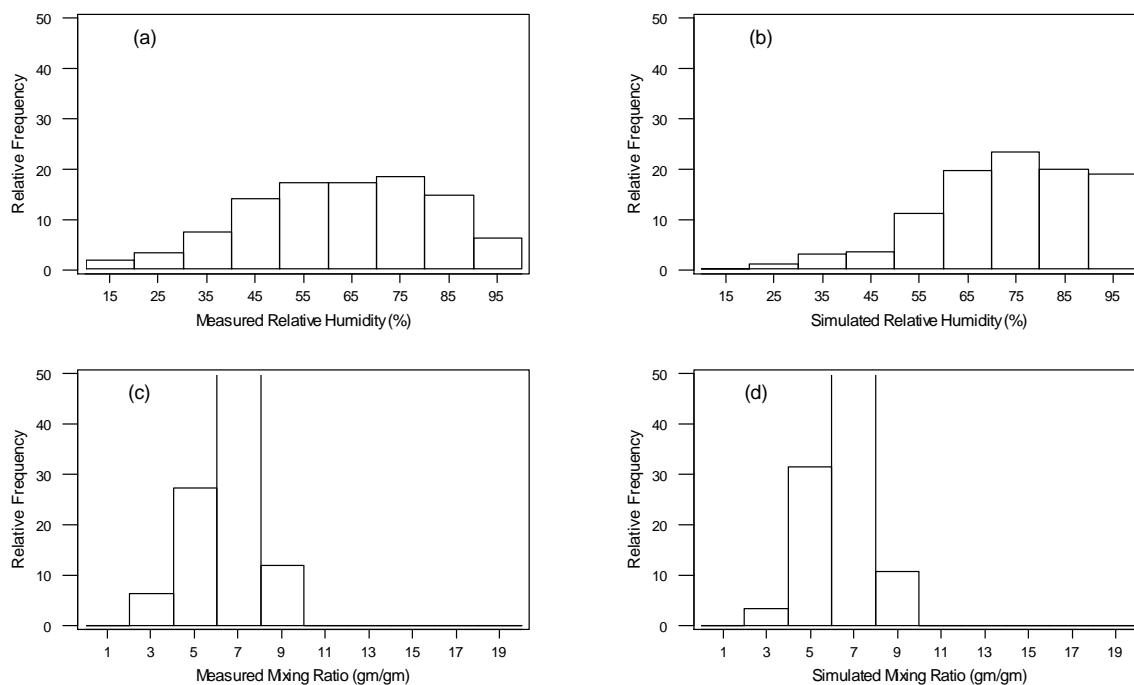 (a)
50
40
30
20
10
0
Relative Frequency
15 25 35 45 55 65 75 85 95
Measured Relative Humidity (%)
(b)
50
40
30
20
10
0
Relative Frequency
15 25 35 45 55 65 75 85 95
Simulated Relative Humidity (%)
(c)
50
40
30
20
10
0
Relative Frequency
1 3 5 7 9 11 13 15 17 19
Measured Mixing Ratio (gm/gm)
(d)
50
40
30
20
10
0
Relative Frequency
1 3 5 7 9 11 13 15 17 19
Simulated Mixing Ratio (gm/gm)